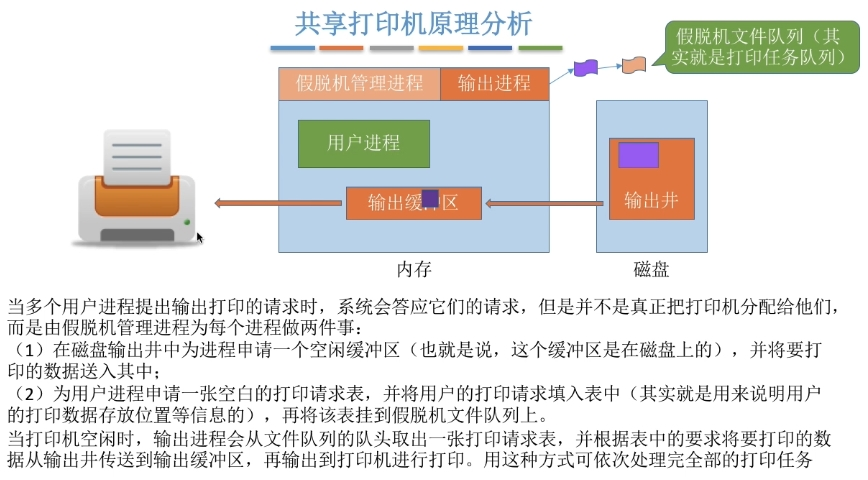 共享打印机原理分析
假脱机文件队列（其
实就是打印任务队列）
假脱机管理进程
输出进程
用户进程
输出缓冲区
输出井
内存
磁盘
当多个用户进程提出输出打印的请求时，系统会答应它们的请求，但是并不是真正把打印机分配给他们，
而是由假脱机管理进程为每个进程做两件事：
（1）在磁盘输出井中为进程申请一个空闲缓冲区（也就是说，这个缓冲区是在磁盘上的），并将要打
印的数据送入其中；
（2）为用户进程申请一张空白的打印请求表，并将用户的打印请求填入表中（其实就是用来说明用户
的打印数据存放位置等信息的），再将该表挂到假脱机文件队列上。
当打印机空闲时，输出进程会从文件队列的队头取出一张打印请求表，并根据表中的要求将要打印的数
据从输出井传送到输出缓冲区，再输出到打印机进行打印。用这种方式可依次处理完全部的打印任务